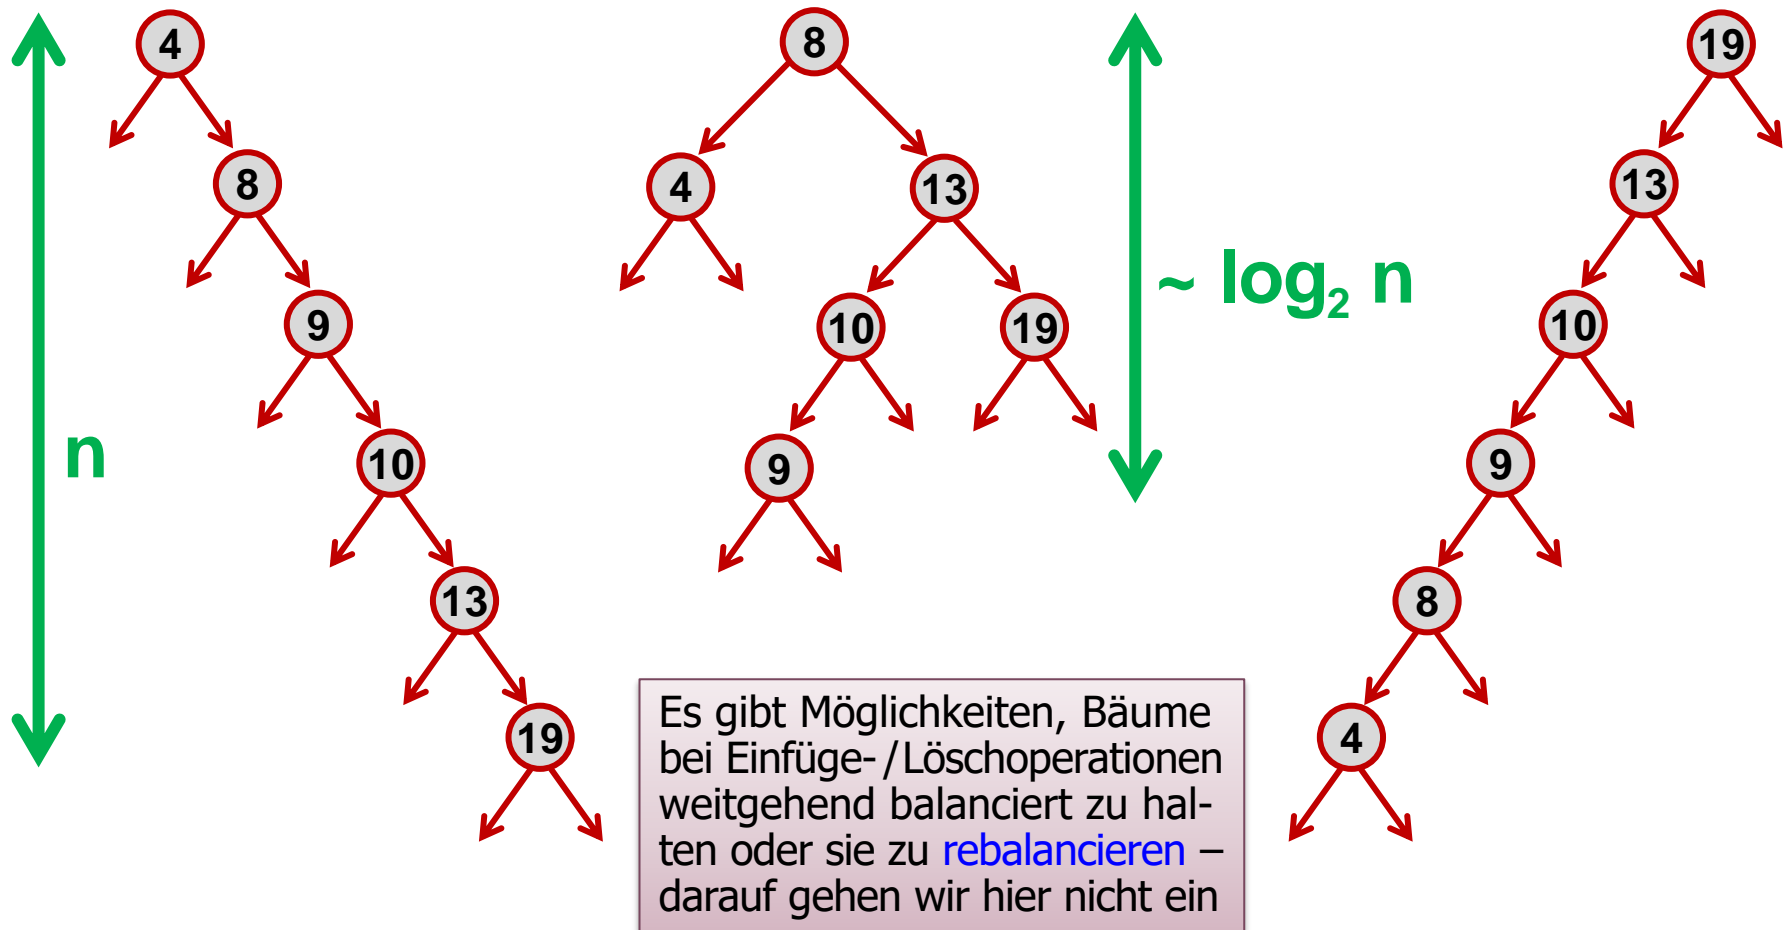 4
8
9
10
13
19
n
8
4
13
10
19
9
~ log₂ n
19
13
10
9
8
4
Es gibt Möglichkeiten, Bäume
bei Einfüge-/Löschoperationen
weitgehend balanciert zu hal-
ten oder sie zu rebalancieren –
darauf gehen wir hier nicht ein